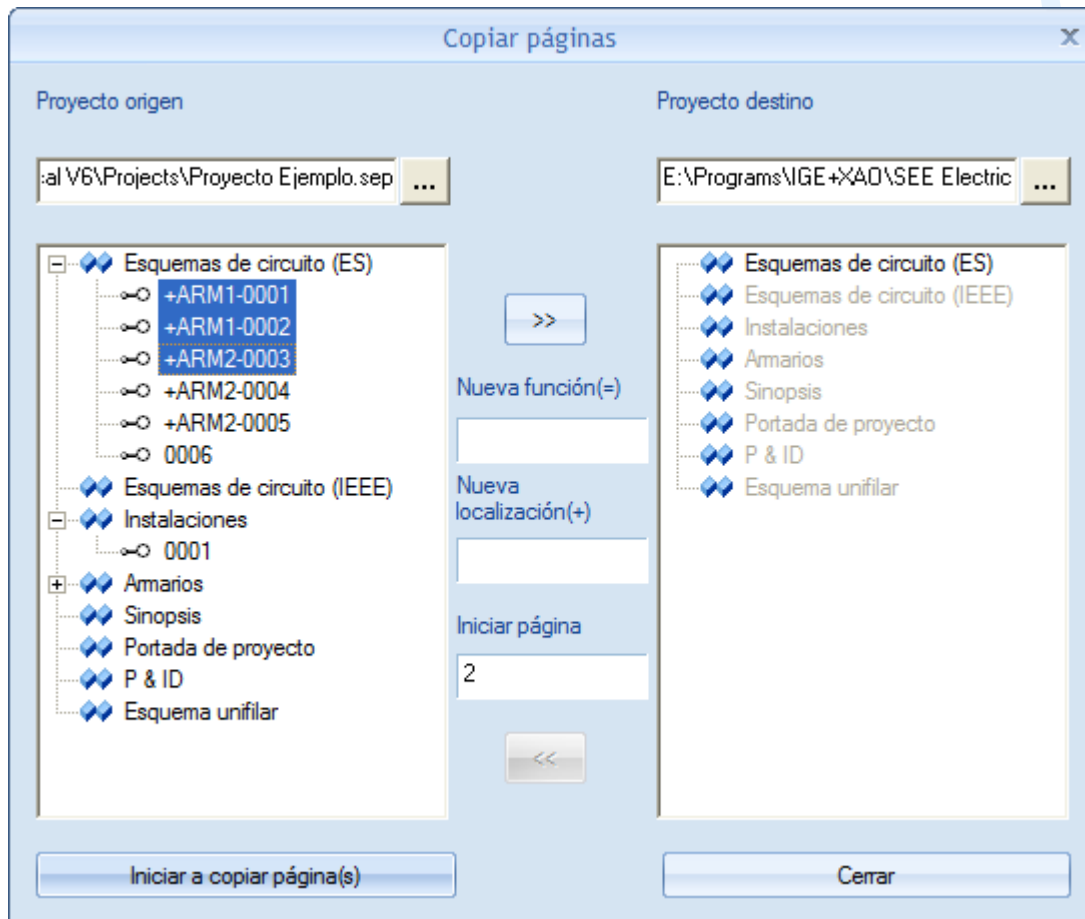 Copiar páginas
x
Proyecto origen
Proyecto destino
:al V6\Projects\Proyecto Ejemplo.sep
...
E:\Programs\IGE+XAO\SEE Electric
...
Esquemas de circuito (ES)
+ARM1-0001
+ARM1-0002
+ARM2-0003
+ARM2-0004
+ARM2-0005
0006
Esquemas de circuito (IEEE)
Instalaciones
0001
Armarios
Sinopsis
Portada de proyecto
P & ID
Esquema unifilar
>>
Nueva función(=)
Nueva
localización(+)
Iniciar página
2
<<
Esquemas de circuito (ES)
Esquemas de circuito (IEEE)
Instalaciones
Armarios
Sinopsis
Portada de proyecto
P & ID
Esquema unifilar
Iniciar a copiar página(s)
Cerrar